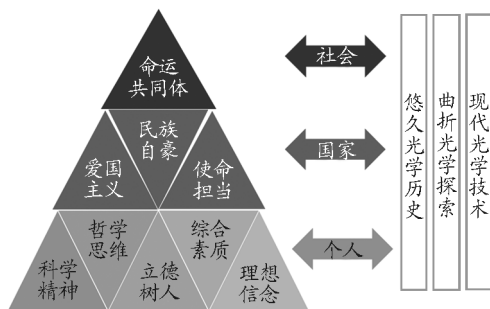 命运
共同体
社会
民族
自豪
爱国
主义
使命
担当
国家
哲学
思维
综合
素质
科学
精神
立德
树人
理想
信念
个人
悠久光学历史
曲折光学探索
现代光学技术